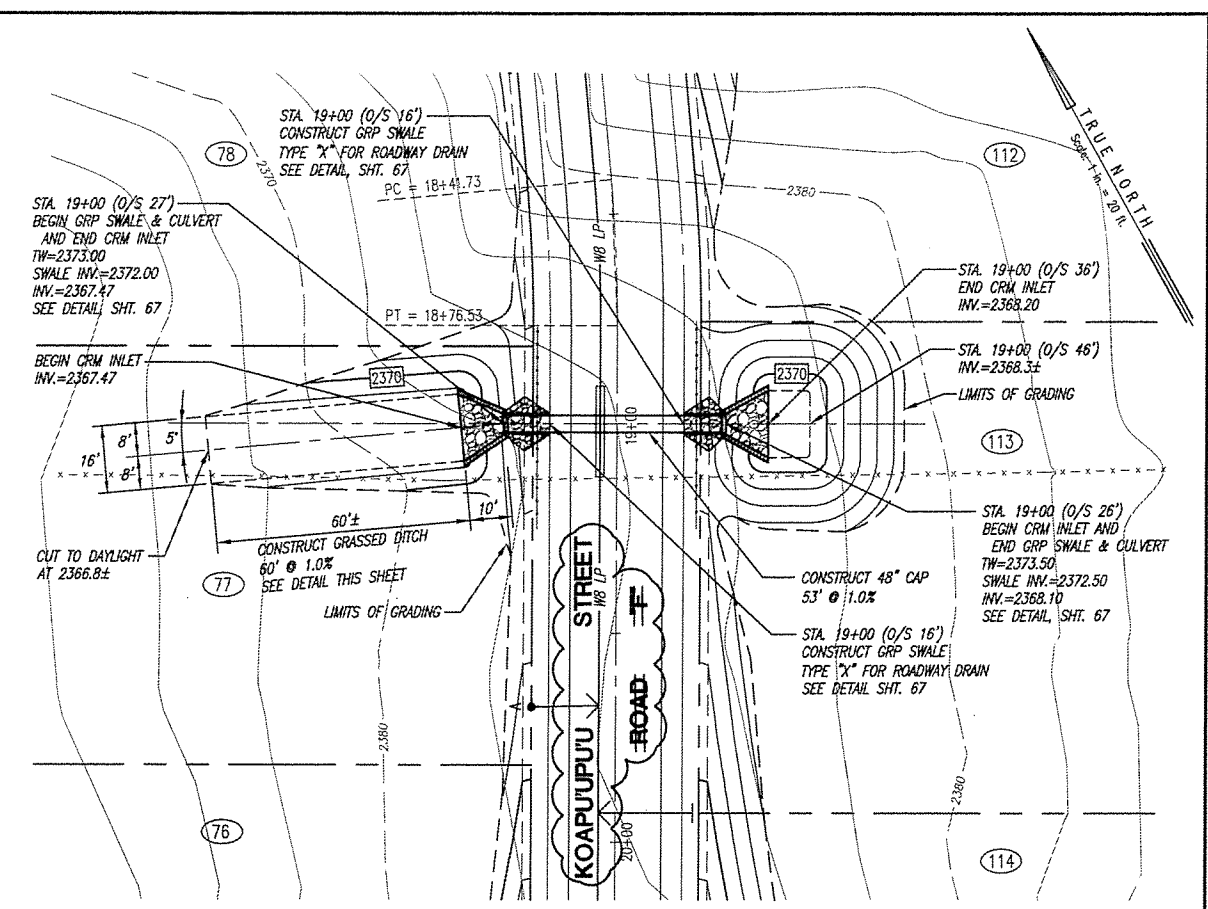 STA. 19+00 (O/S 16')
CONSTRUCT GRP SWALE
TYPE "X" FOR ROADWAY DRAIN
SEE DETAIL, SHT. 67
78
2370
PC = 18+41.73
W8 LP
2380
112
TRUE NORTH
Scale: 1 in. = 20 ft.
STA. 19+00 (O/S 27')
BEGIN GRP SWALE & CULVERT
AND END CRM INLET
TW=2373.00
SWALE INV.=2372.00
INV.=2367.47
SEE DETAIL, SHT. 67
PT = 18+76.53
STA. 19+00 (O/S 36')
END CRM INLET
INV.=2368.20
BEGIN CRM INLET
INV.=2367.47
2370
2370
STA. 19+00 (O/S 46')
INV.=2368.3±
LIMITS OF GRADING
19+00
113
8'
5'
16'
8'
60'±
10'
CONSTRUCT GRASSED DITCH
60' @ 1.0%
SEE DETAIL THIS SHEET
CUT TO DAYLIGHT
AT 2366.8±
77
LIMITS OF GRADING
STA. 19+00 (O/S 26')
BEGIN CRM INLET AND
END GRP SWALE & CULVERT
TW=2373.50
SWALE INV.=2372.50
INV.=2368.10
SEE DETAIL, SHT. 67
CONSTRUCT 48" CAP
53' @ 1.0%
STA. 19+00 (O/S 16')
CONSTRUCT GRP SWALE
TYPE "X" FOR ROADWAY DRAIN
SEE DETAIL SHT. 67
KOAPU'UPU'U STREET
W8 LP
ROAD "F"
2380
2380
76
20+00
114